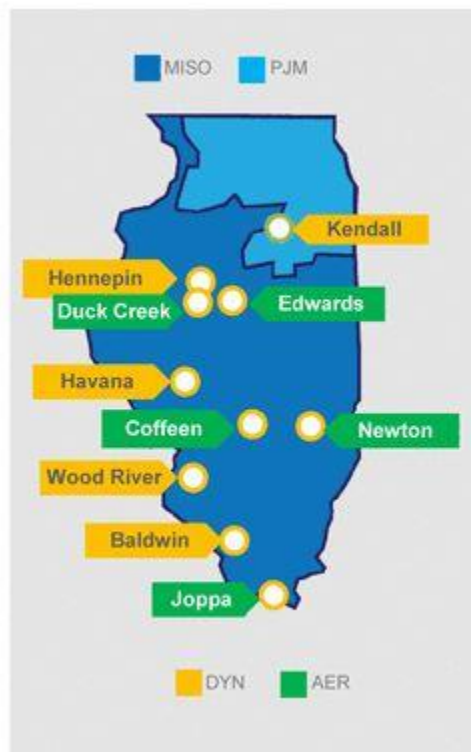 MISO PJM
Kendall
Hennepin
Duck Creek
Edwards
Havana
Coffeen
Newton
Wood River
Baldwin
Joppa
DYN AER